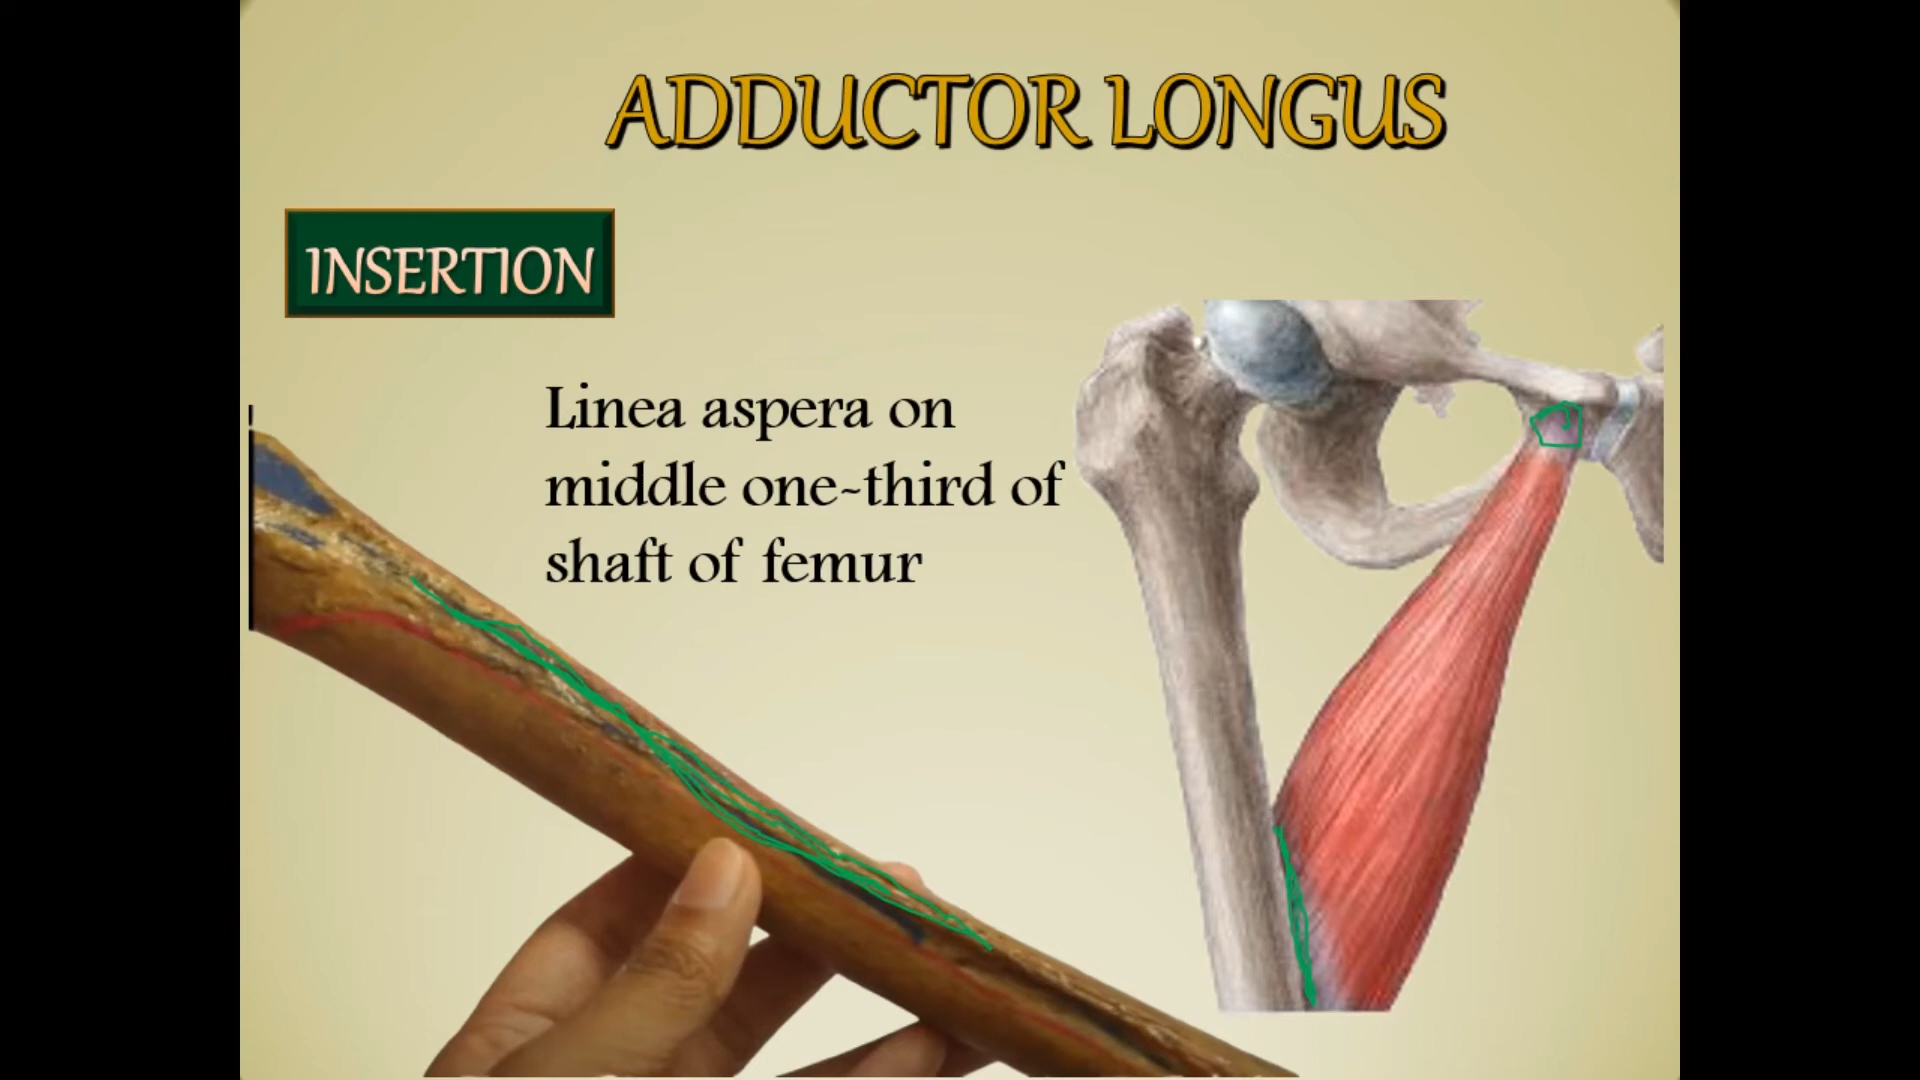 ADDUCTOR LONGUS
INSERTION
Linea aspera on
middle one-third of
shaft of femur